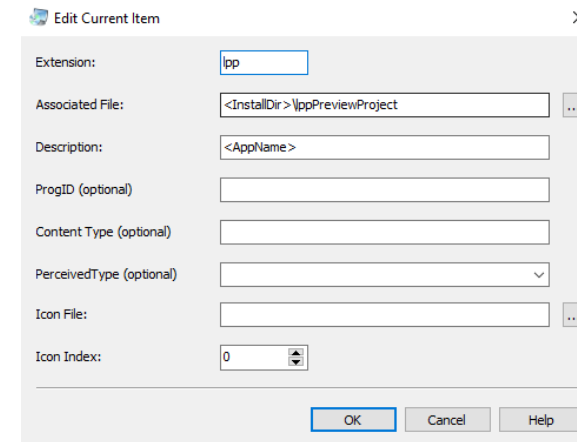 Edit Current Item
Extension: lpp
Associated File: <InstallDir>\lppPreviewProject ...
Description: <AppName>
ProgID (optional)
Content Type (optional)
PerceivedType (optional)
Icon File: ...
Icon Index: 0
OK Cancel Help